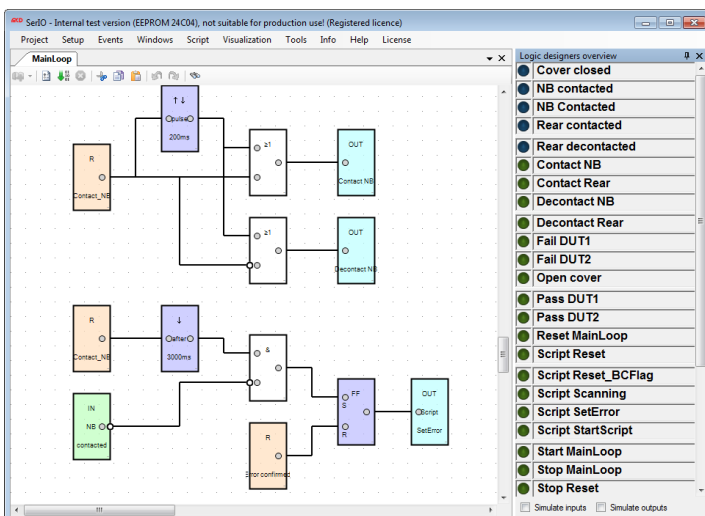 SerIO - Internal test version (EEPROM 24C04), not suitable for production use! (Registered licence)
Project Setup Events Windows Script Visualization Tools Info Help License
MainLoop
↑↓
pulse
200ms
R
Contact_NB
≥1
OUT
Contact NB
≥1
OUT
Decontact NB
R
Contact_NB
↓
after
3000ms
&
IN
NB
contacted
FF
S
R
OUT
Script
SetError
R
Error confirmed
Logic designers overview
Cover closed
NB contacted
NB Contacted
Rear contacted
Rear decontacted
Contact NB
Contact Rear
Decontact NB
Decontact Rear
Fail DUT1
Fail DUT2
Open cover
Pass DUT1
Pass DUT2
Reset MainLoop
Script Reset
Script Reset_BCFlag
Script Scanning
Script SetError
Script StartScript
Start MainLoop
Stop MainLoop
Stop Reset
Simulate inputs Simulate outputs